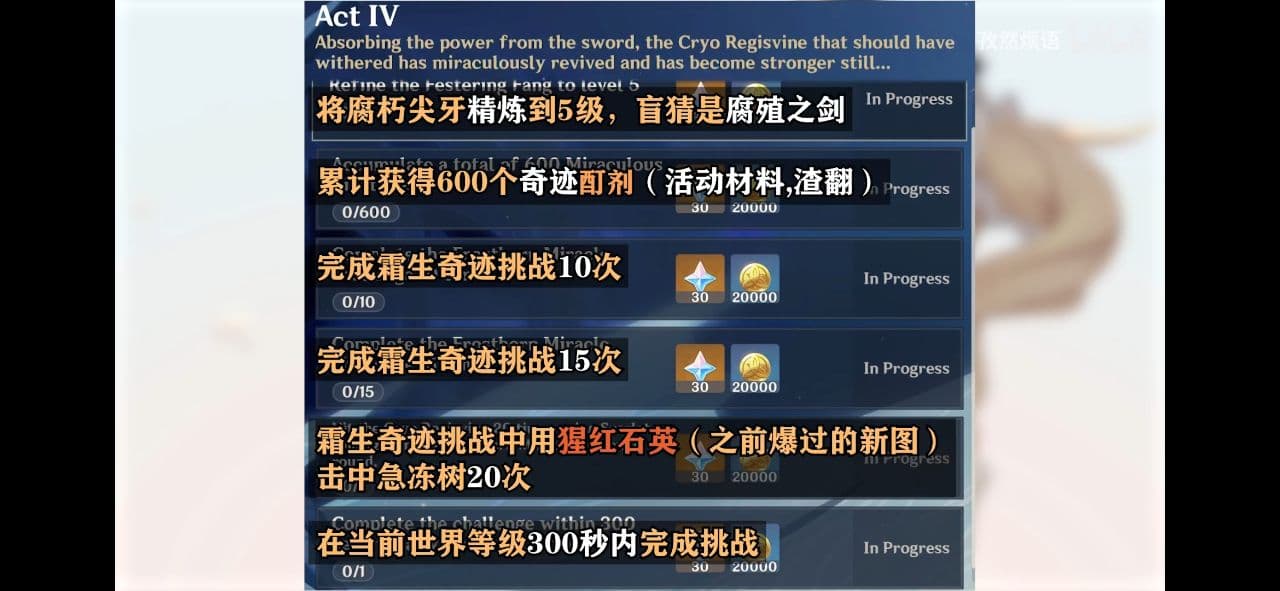 Act IV
Absorbing the power from the sword, the Cryo Regisvine that should have
withered has miraculously revived and has become stronger still...
Refine the Festering Fang to level 5
将腐朽尖牙精炼到5级，盲猜是腐殖之剑
In Progress
Accumulate a total of 600 Miraculous
累计获得600个奇迹酊剂（活动材料,渣翻）
In Progress
0/600
30
20000
完成霜生奇迹挑战10次
0/10
30
20000
In Progress
Complete the Frostborn Miracle
完成霜生奇迹挑战15次
0/15
30
20000
In Progress
霜生奇迹挑战中用猩红石英（之前爆过的新图）
击中急冻树20次
30
20000
In Progress
Complete the challenge within 300
在当前世界等级300秒内完成挑战
0/1
30
20000
In Progress